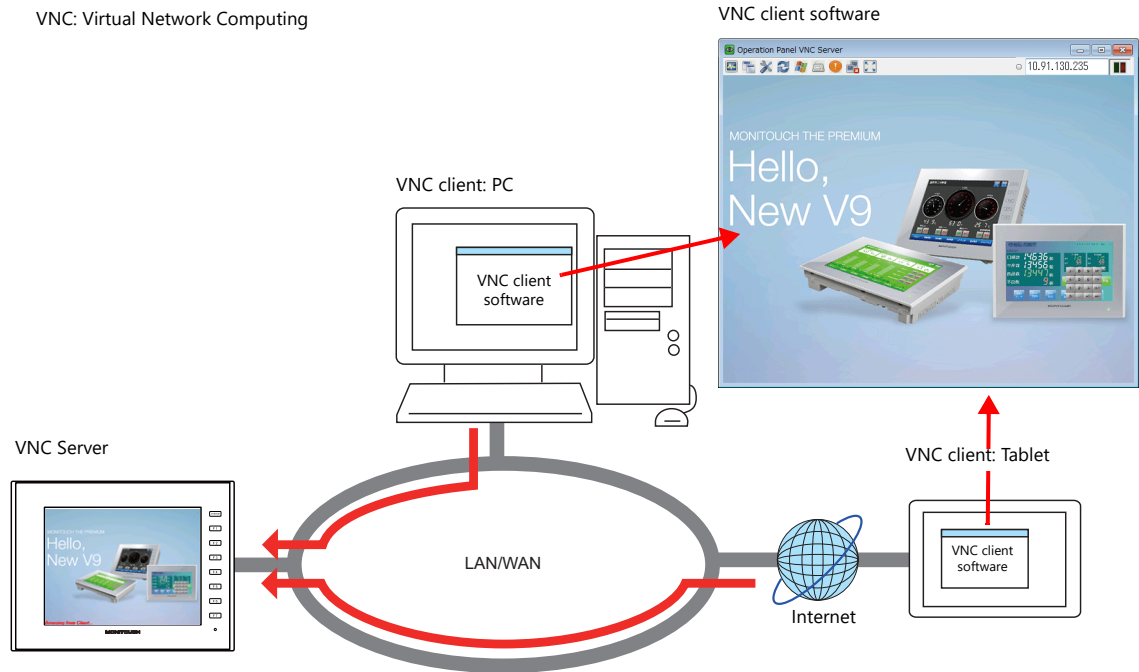 VNC: Virtual Network Computing
VNC client software
Operation Panel VNC Server
10.91.130.235
MONITOUCH THE PREMIUM
Hello,
New V9
VNC client: PC
VNC client
software
VNC Server
MONITOUCH THE PREMIUM
Hello,
New V9
MONITOUCH
LAN/WAN
Internet
VNC client: Tablet
VNC client
software